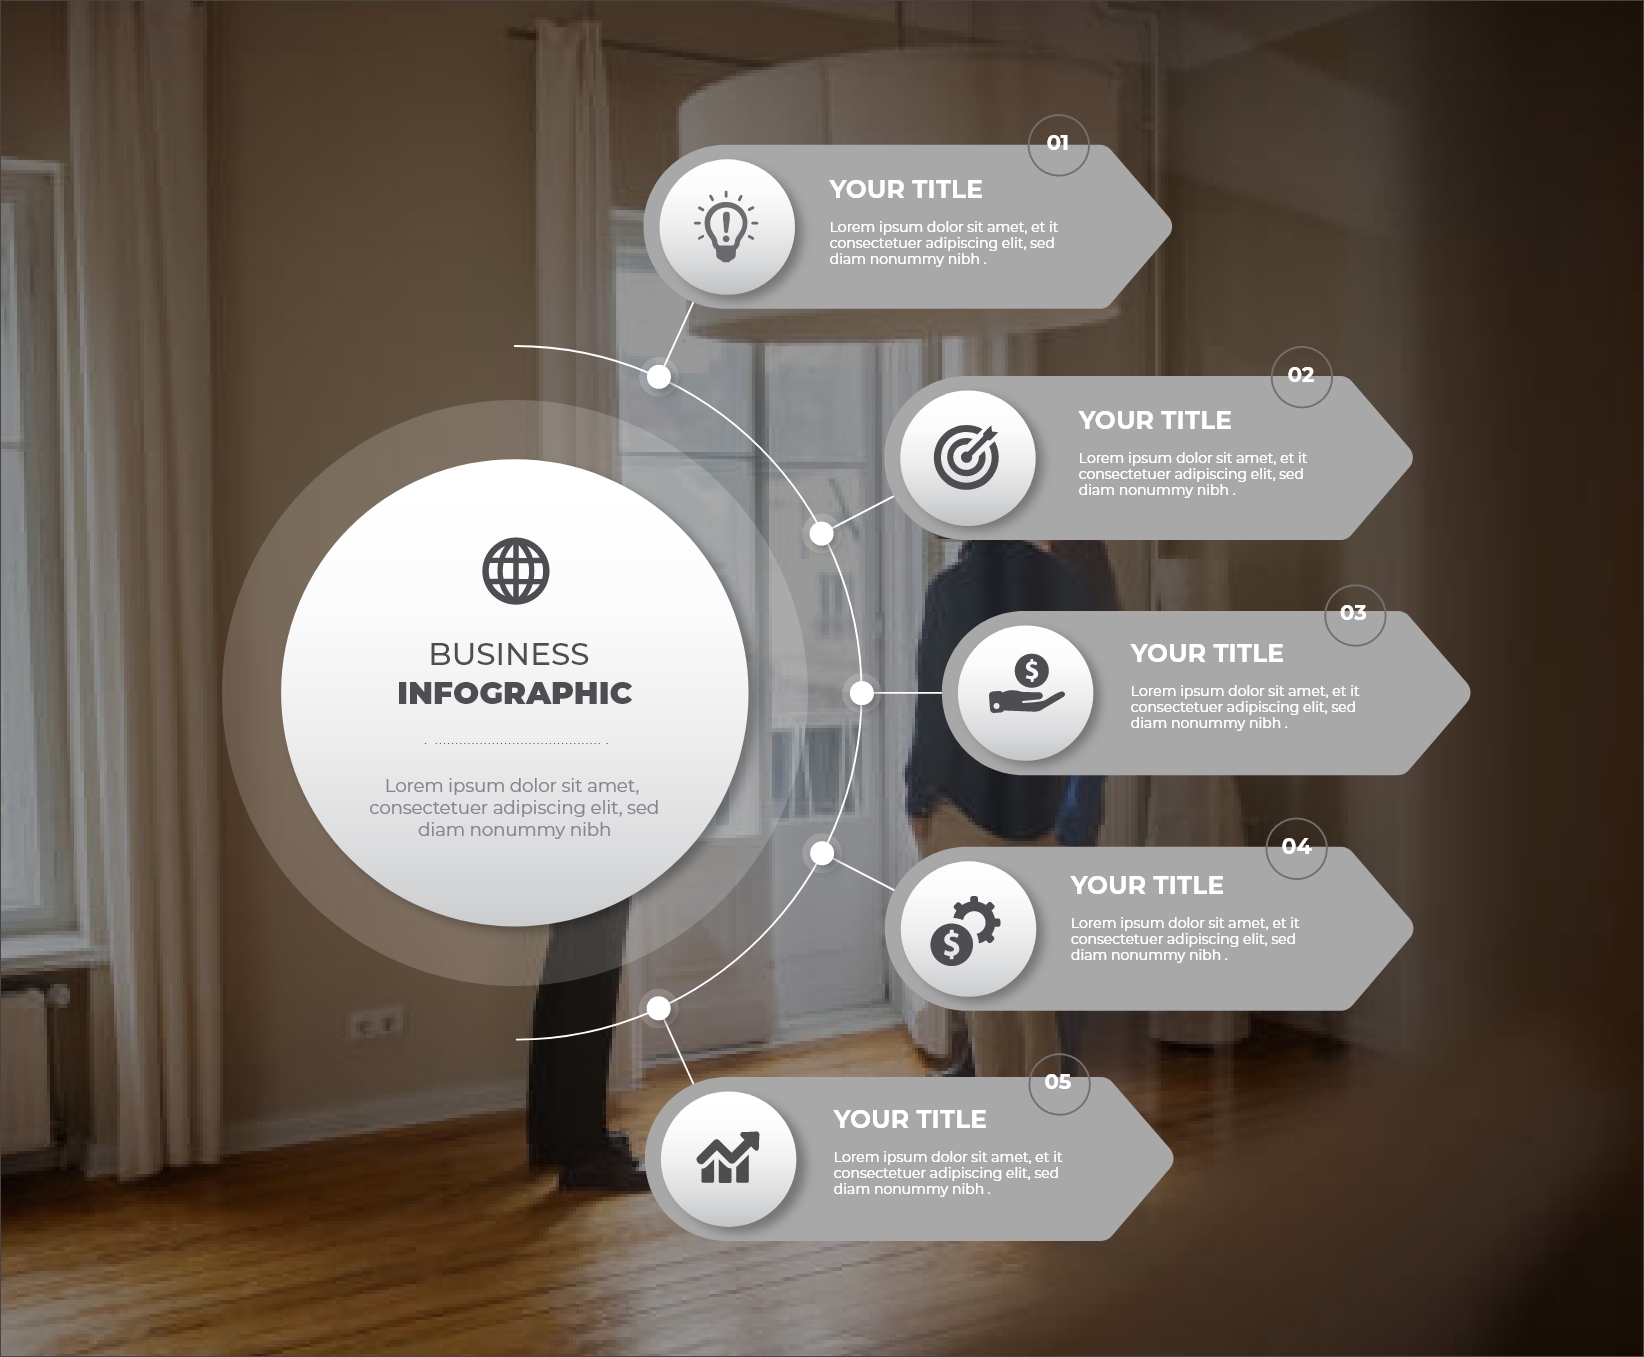 01
YOUR TITLE
Lorem ipsum dolor sit amet, et it
consectetuer adipiscing elit, sed
diam nonummy nibh .
02
YOUR TITLE
Lorem ipsum dolor sit amet, et it
consectetuer adipiscing elit, sed
diam nonummy nibh .
BUSINESS
INFOGRAPHIC
Lorem ipsum dolor sit amet,
consectetuer adipiscing elit, sed
diam nonummy nibh
03
YOUR TITLE
Lorem ipsum dolor sit amet, et it
consectetuer adipiscing elit, sed
diam nonummy nibh .
04
YOUR TITLE
Lorem ipsum dolor sit amet, et it
consectetuer adipiscing elit, sed
diam nonummy nibh .
05
YOUR TITLE
Lorem ipsum dolor sit amet, et it
consectetuer adipiscing elit, sed
diam nonummy nibh .